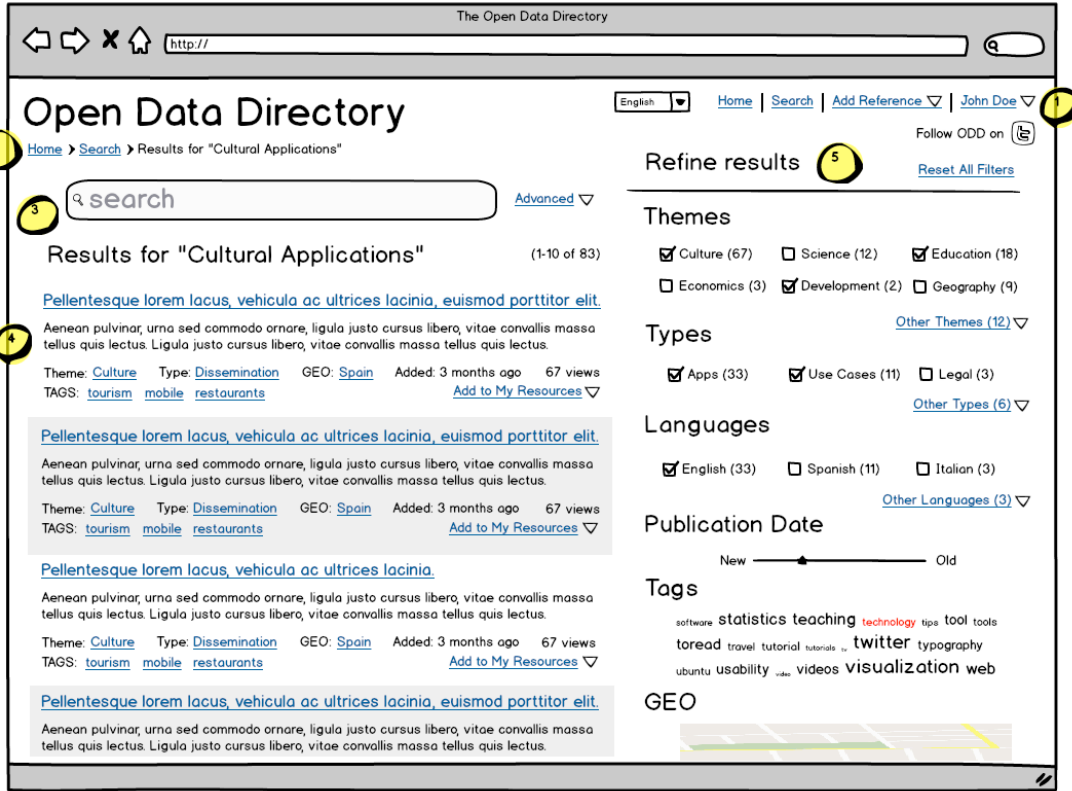 The Open Data Directory
http://
English
Home | Search | Add Reference | John Doe
1
Open Data Directory
Follow ODD on
Home > Search > Results for "Cultural Applications"
3
search
Advanced
Results for "Cultural Applications" (1-10 of 83)
Pellentesque lorem lacus, vehicula ac ultrices lacinia, euismod porttitor elit.
4
Aenean pulvinar, urna sed commodo ornare, ligula justo cursus libero, vitae convallis massa
tellus quis lectus. Ligula justo cursus libero, vitae convallis massa tellus quis lectus.
Theme: Culture Type: Dissemination GEO: Spain Added: 3 months ago 67 views
TAGS: tourism mobile restaurants Add to My Resources
Pellentesque lorem lacus, vehicula ac ultrices lacinia, euismod porttitor elit.
Aenean pulvinar, urna sed commodo ornare, ligula justo cursus libero, vitae convallis massa
tellus quis lectus. Ligula justo cursus libero, vitae convallis massa tellus quis lectus.
Theme: Culture Type: Dissemination GEO: Spain Added: 3 months ago 67 views
TAGS: tourism mobile restaurants Add to My Resources
Pellentesque lorem lacus, vehicula ac ultrices lacinia.
Aenean pulvinar, urna sed commodo ornare, ligula justo cursus libero, vitae convallis massa
tellus quis lectus. Ligula justo cursus libero, vitae convallis massa tellus quis lectus.
Theme: Culture Type: Dissemination GEO: Spain Added: 3 months ago 67 views
TAGS: tourism mobile restaurants Add to My Resources
Pellentesque lorem lacus, vehicula ac ultrices lacinia, euismod porttitor elit.
Aenean pulvinar, urna sed commodo ornare, ligula justo cursus libero, vitae convallis massa
tellus quis lectus. Ligula justo cursus libero, vitae convallis massa tellus quis lectus.
Refine results 5 Reset All Filters
Themes
Culture (67) Science (12) Education (18)
Economics (3) Development (2) Geography (9)
Other Themes (12)
Types
Apps (33) Use Cases (11) Legal (3)
Other Types (6)
Languages
English (33) Spanish (11) Italian (3)
Other Languages (3)
Publication Date
New Old
Tags
software statistics teaching technology tips tool tools
toread travel tutorial tutorials tv twitter typography
ubuntu usability video videos visualization web
GEO